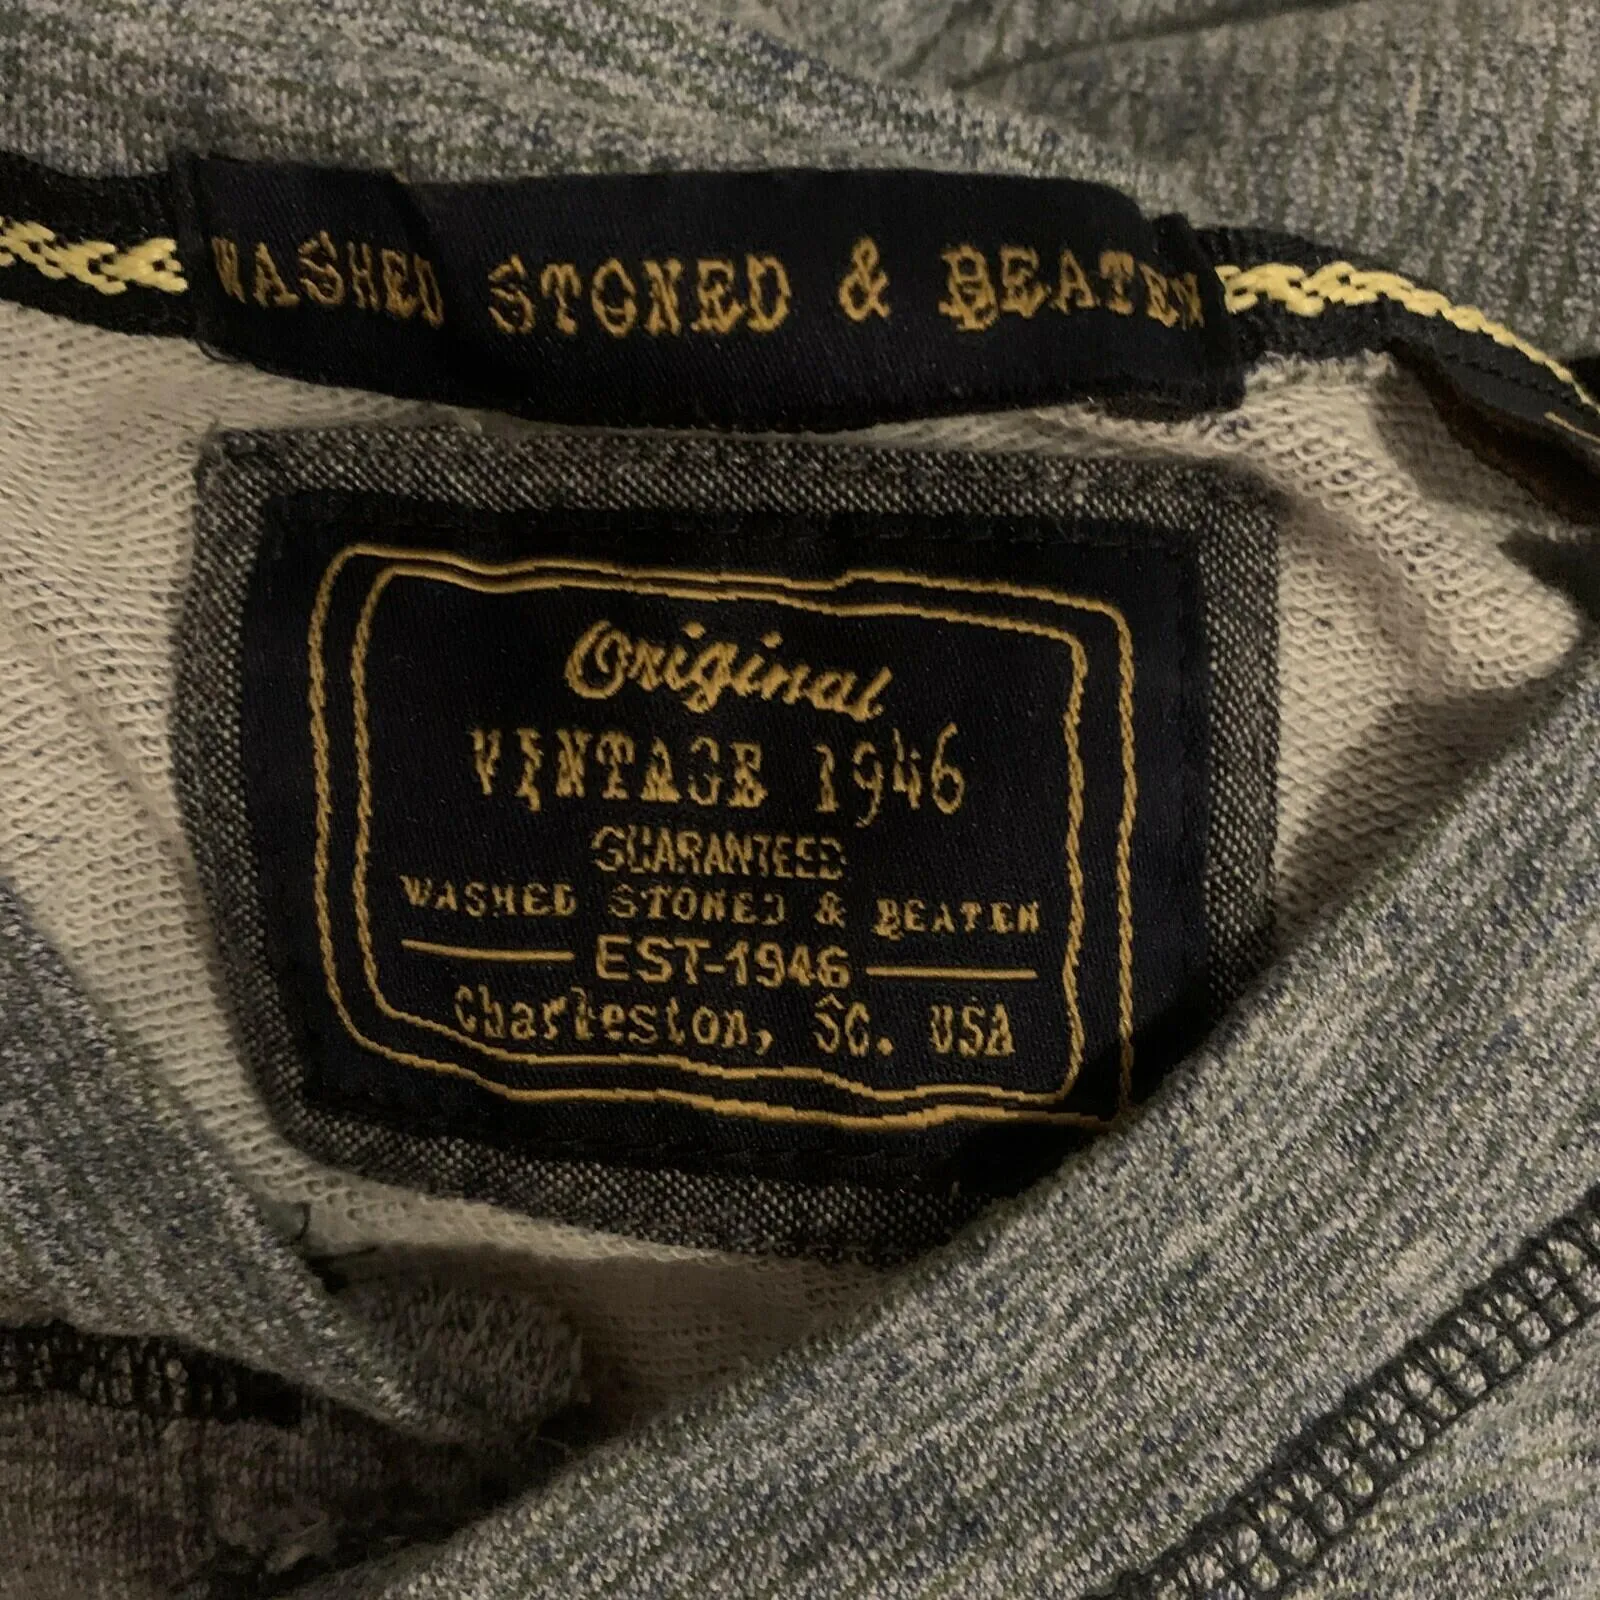 WASHED STONED & BEATEN
Original
VINTAGE 1946
GUARANTEED
WASHED STONED & BEATEN
EST-1946
Charleston, SC. USA